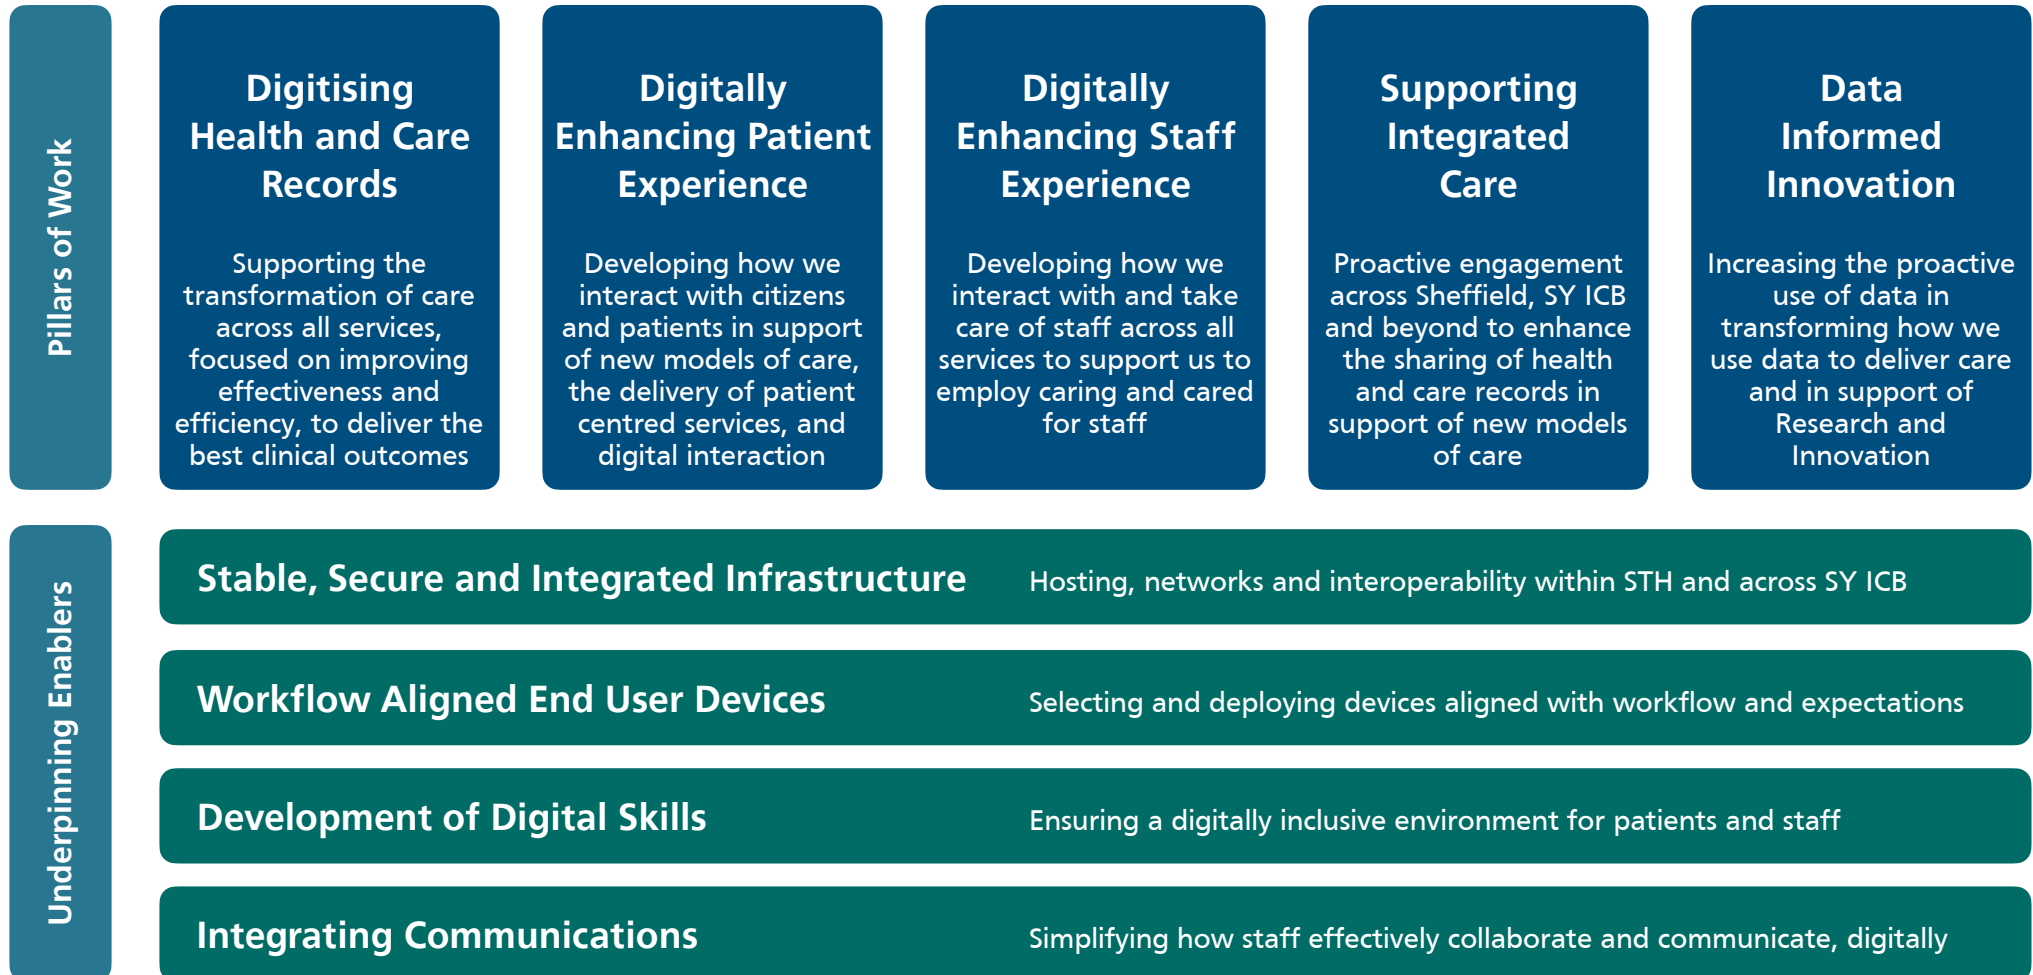 Pillars of Work
Digitising
Health and Care
Records
Supporting the
transformation of care
across all services,
focused on improving
effectiveness and
efficiency, to deliver the
best clinical outcomes
Digitally
Enhancing Patient
Experience
Developing how we
interact with citizens
and patients in support
of new models of care,
the delivery of patient
centred services, and
digital interaction
Digitally
Enhancing Staff
Experience
Developing how we
interact with and take
care of staff across all
services to support us to
employ caring and cared
for staff
Supporting
Integrated
Care
Proactive engagement
across Sheffield, SY ICB
and beyond to enhance
the sharing of health
and care records in
support of new models
of care
Data
Informed
Innovation
Increasing the proactive
use of data in
transforming how we
use data to deliver care
and in support of
Research and
Innovation
Underpinning Enablers
Stable, Secure and Integrated Infrastructure
Hosting, networks and interoperability within STH and across SY ICB
Workflow Aligned End User Devices
Selecting and deploying devices aligned with workflow and expectations
Development of Digital Skills
Ensuring a digitally inclusive environment for patients and staff
Integrating Communications
Simplifying how staff effectively collaborate and communicate, digitally